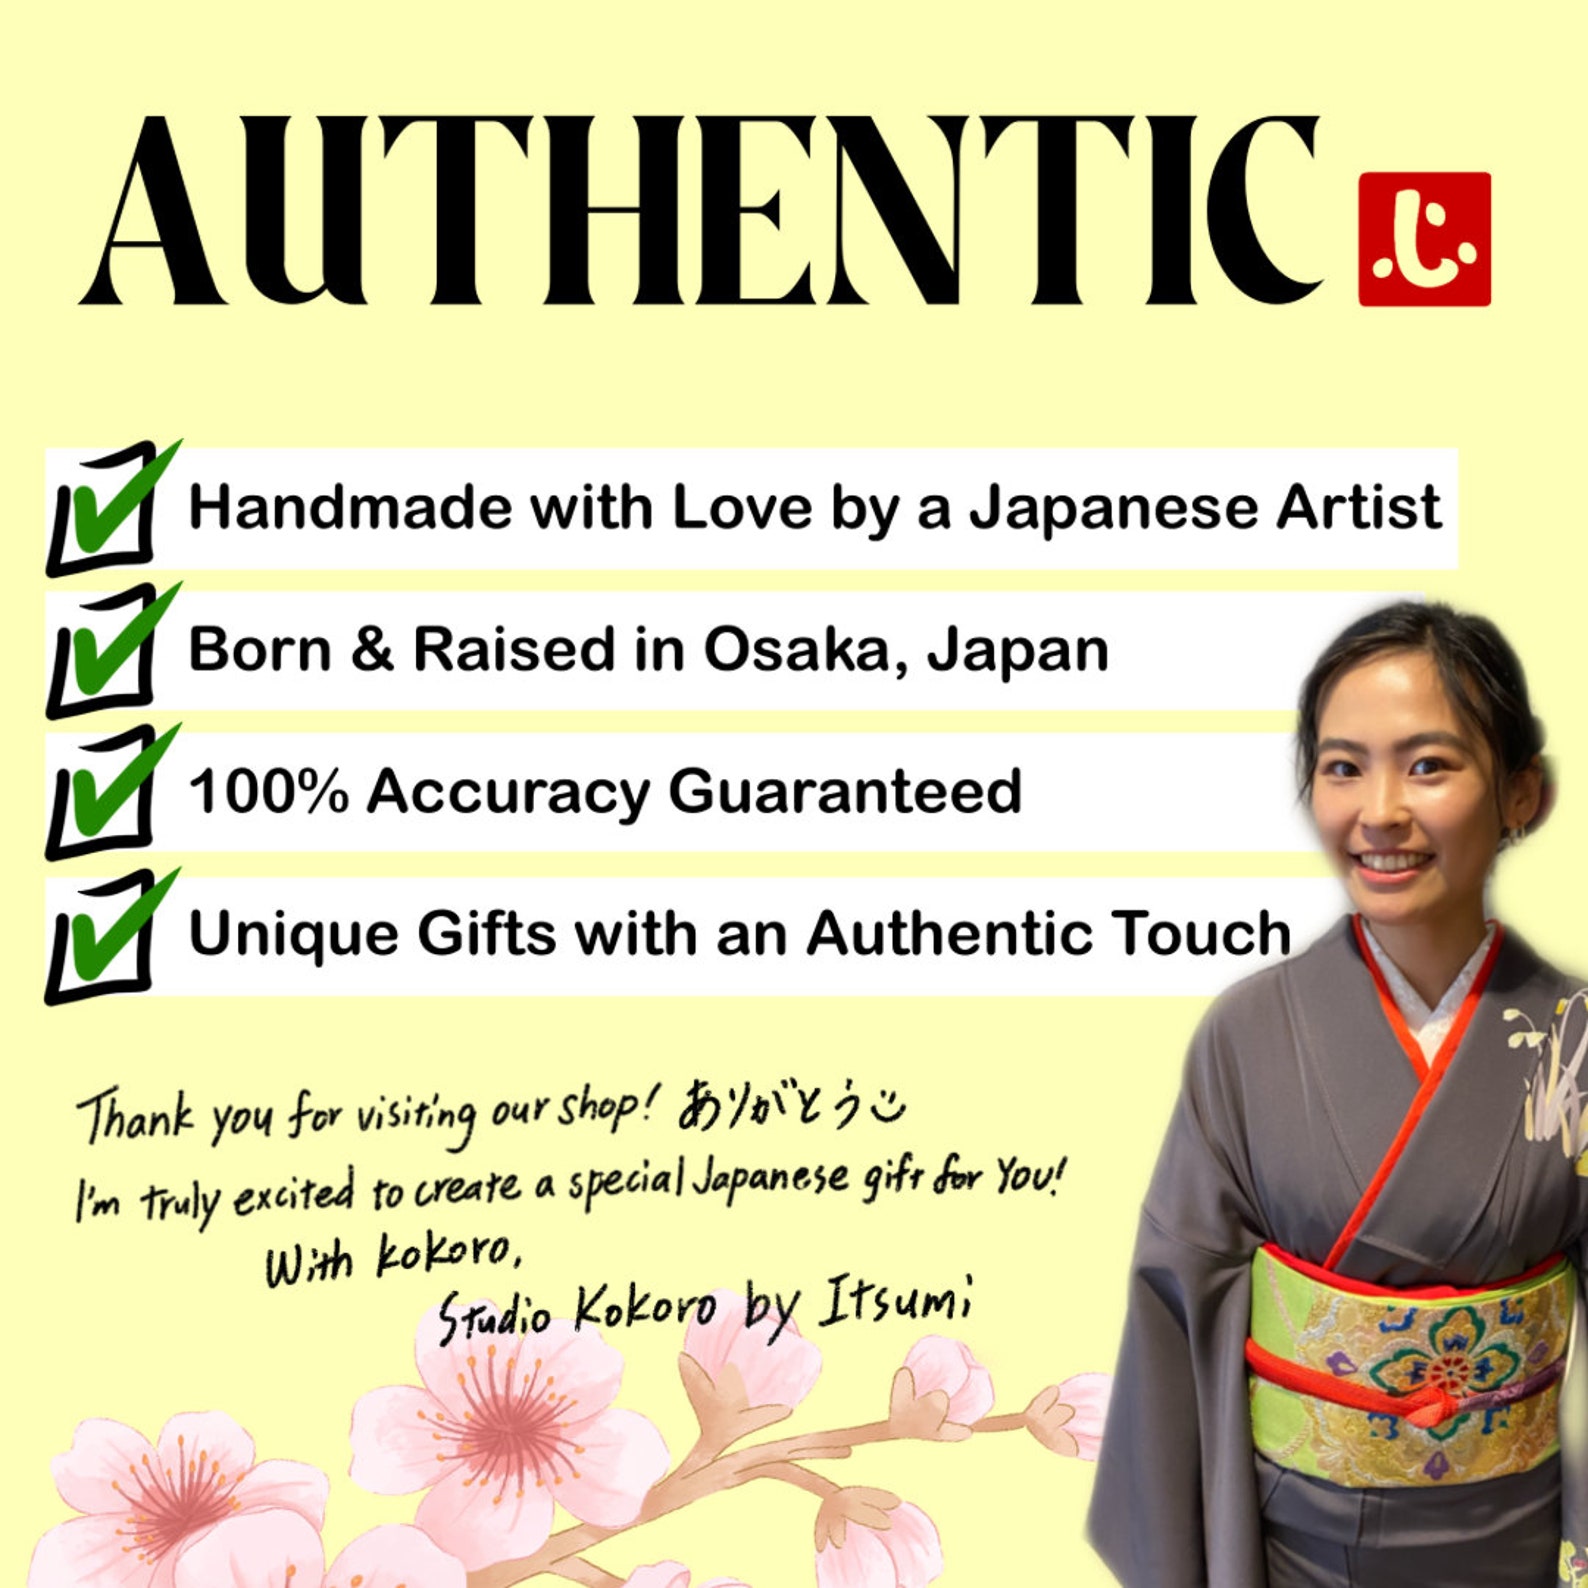 AUTHENTIC
Handmade with Love by a Japanese Artist
Born & Raised in Osaka, Japan
100% Accuracy Guaranteed
Unique Gifts with an Authentic Touch
Thank you for visiting our shop! ありがとう
I'm truly excited to create a special Japanese gift for You!
With kokoro,
Studio Kokoro by Itsumi